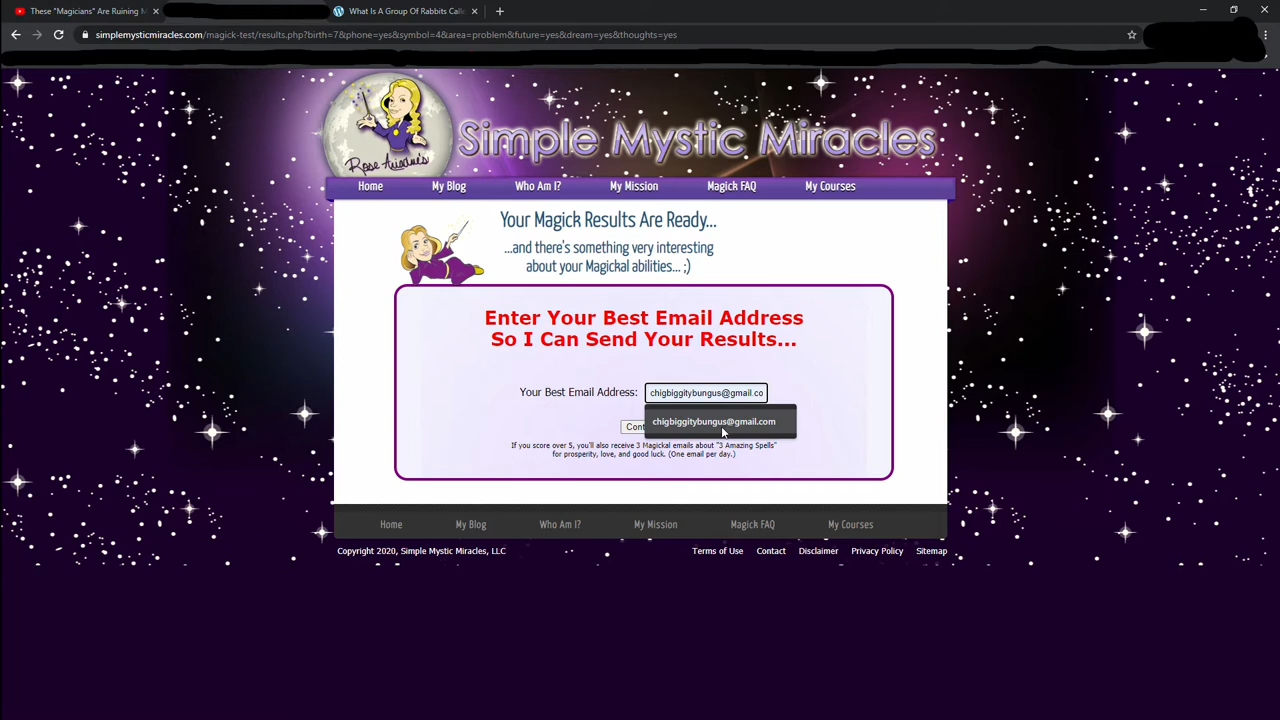 These "Magicians" Are Ruining M
What Is A Group Of Rabbits Calle
simplemysticmiracles.com/magick-test/results.php?birth=7&phone=yes&symbol=4&area=problem&future=yes&dream=yes&thoughts=yes
Rose Ariadne's
Simple Mystic Miracles
Home My Blog Who Am I? My Mission Magick FAQ My Courses
Your Magick Results Are Ready...
...and there's something very interesting
about your Magickal abilities... ;)
Enter Your Best Email Address
So I Can Send Your Results...
Your Best Email Address: chigbiggitybungus@gmail.co
chigbiggitybungus@gmail.com
Cont
If you score over 5, you'll also receive 3 Magickal emails about "3 Amazing Spells"
for prosperity, love, and good luck. (One email per day.)
Home My Blog Who Am I? My Mission Magick FAQ My Courses
Copyright 2020, Simple Mystic Miracles, LLC Terms of Use Contact Disclaimer Privacy Policy Sitemap